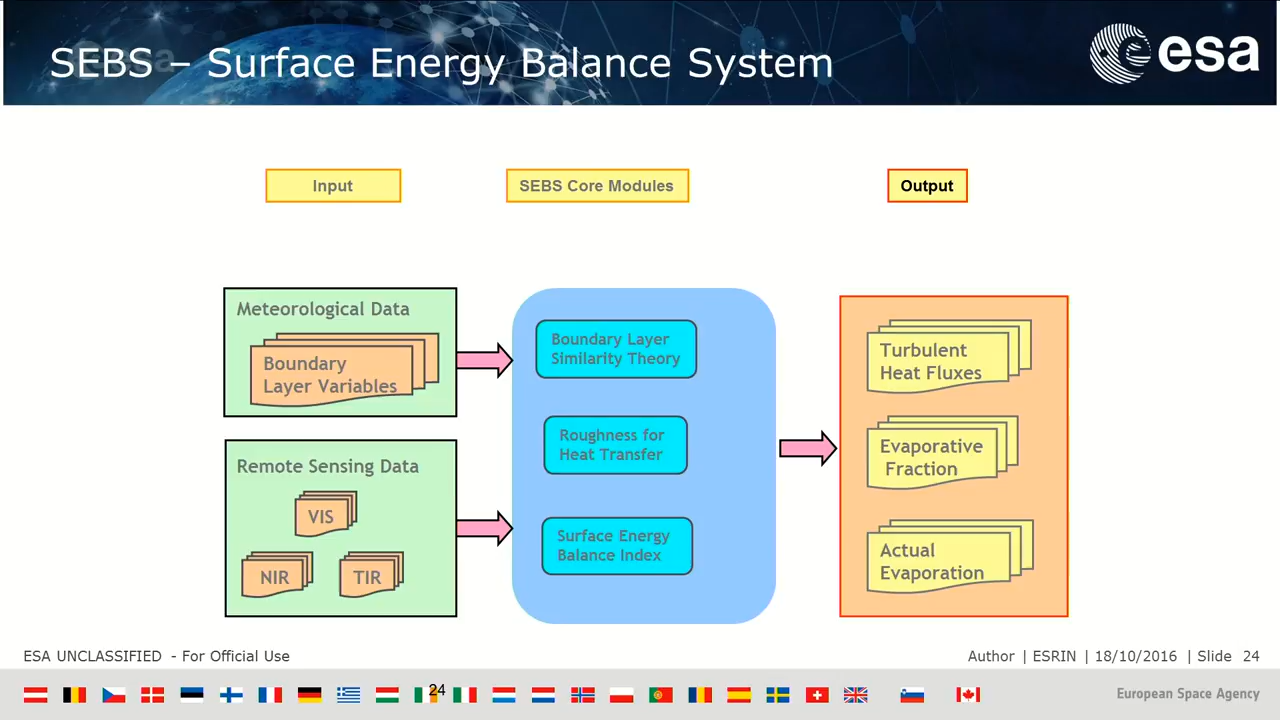 SEBS – Surface Energy Balance System
esa
Input
SEBS Core Modules
Output
Meteorological Data
Boundary
Layer Variables
Remote Sensing Data
VIS
NIR
TIR
Boundary Layer
Similarity Theory
Roughness for
Heat Transfer
Surface Energy
Balance Index
Turbulent
Heat Fluxes
Evaporative
Fraction
Actual
Evaporation
ESA UNCLASSIFIED - For Official Use
Author | ESRIN | 18/10/2016 | Slide 24
24
European Space Agency